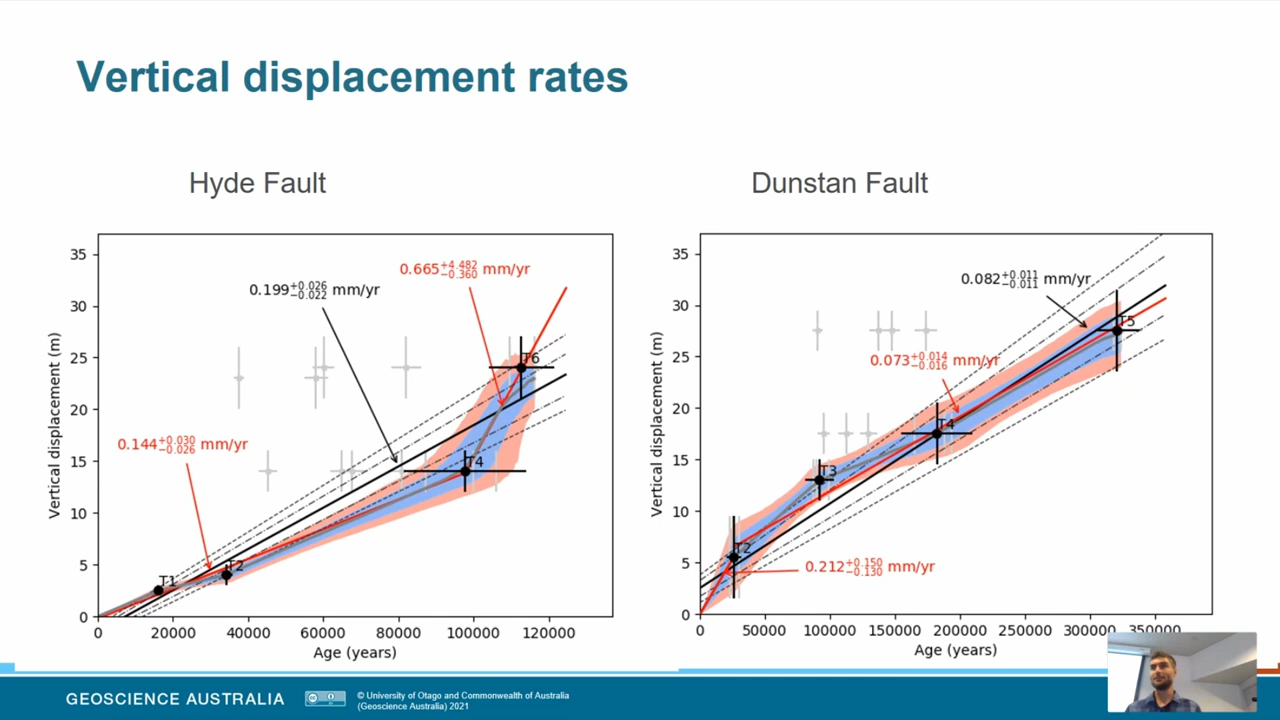 Vertical displacement rates
Hyde Fault
Dunstan Fault
35
30
25
20
15
10
5
0
Vertical displacement (m)
0.199+0.026−0.022 mm/yr
0.665+4.482−0.360 mm/yr
0.144+0.030−0.026 mm/yr
T1
T2
T4
T6
0
20000
40000
60000
80000
100000
120000
Age (years)
35
30
25
20
15
10
5
0
Vertical displacement (m)
0.082+0.011−0.011 mm/yr
0.073+0.014−0.016 mm/yr
0.212+0.150−0.130 mm/yr
T2
T3
T4
T5
0
50000
100000
150000
200000
250000
300000
350000
Age (years)
GEOSCIENCE AUSTRALIA
© University of Otago and Commonwealth of Australia
(Geoscience Australia) 2021